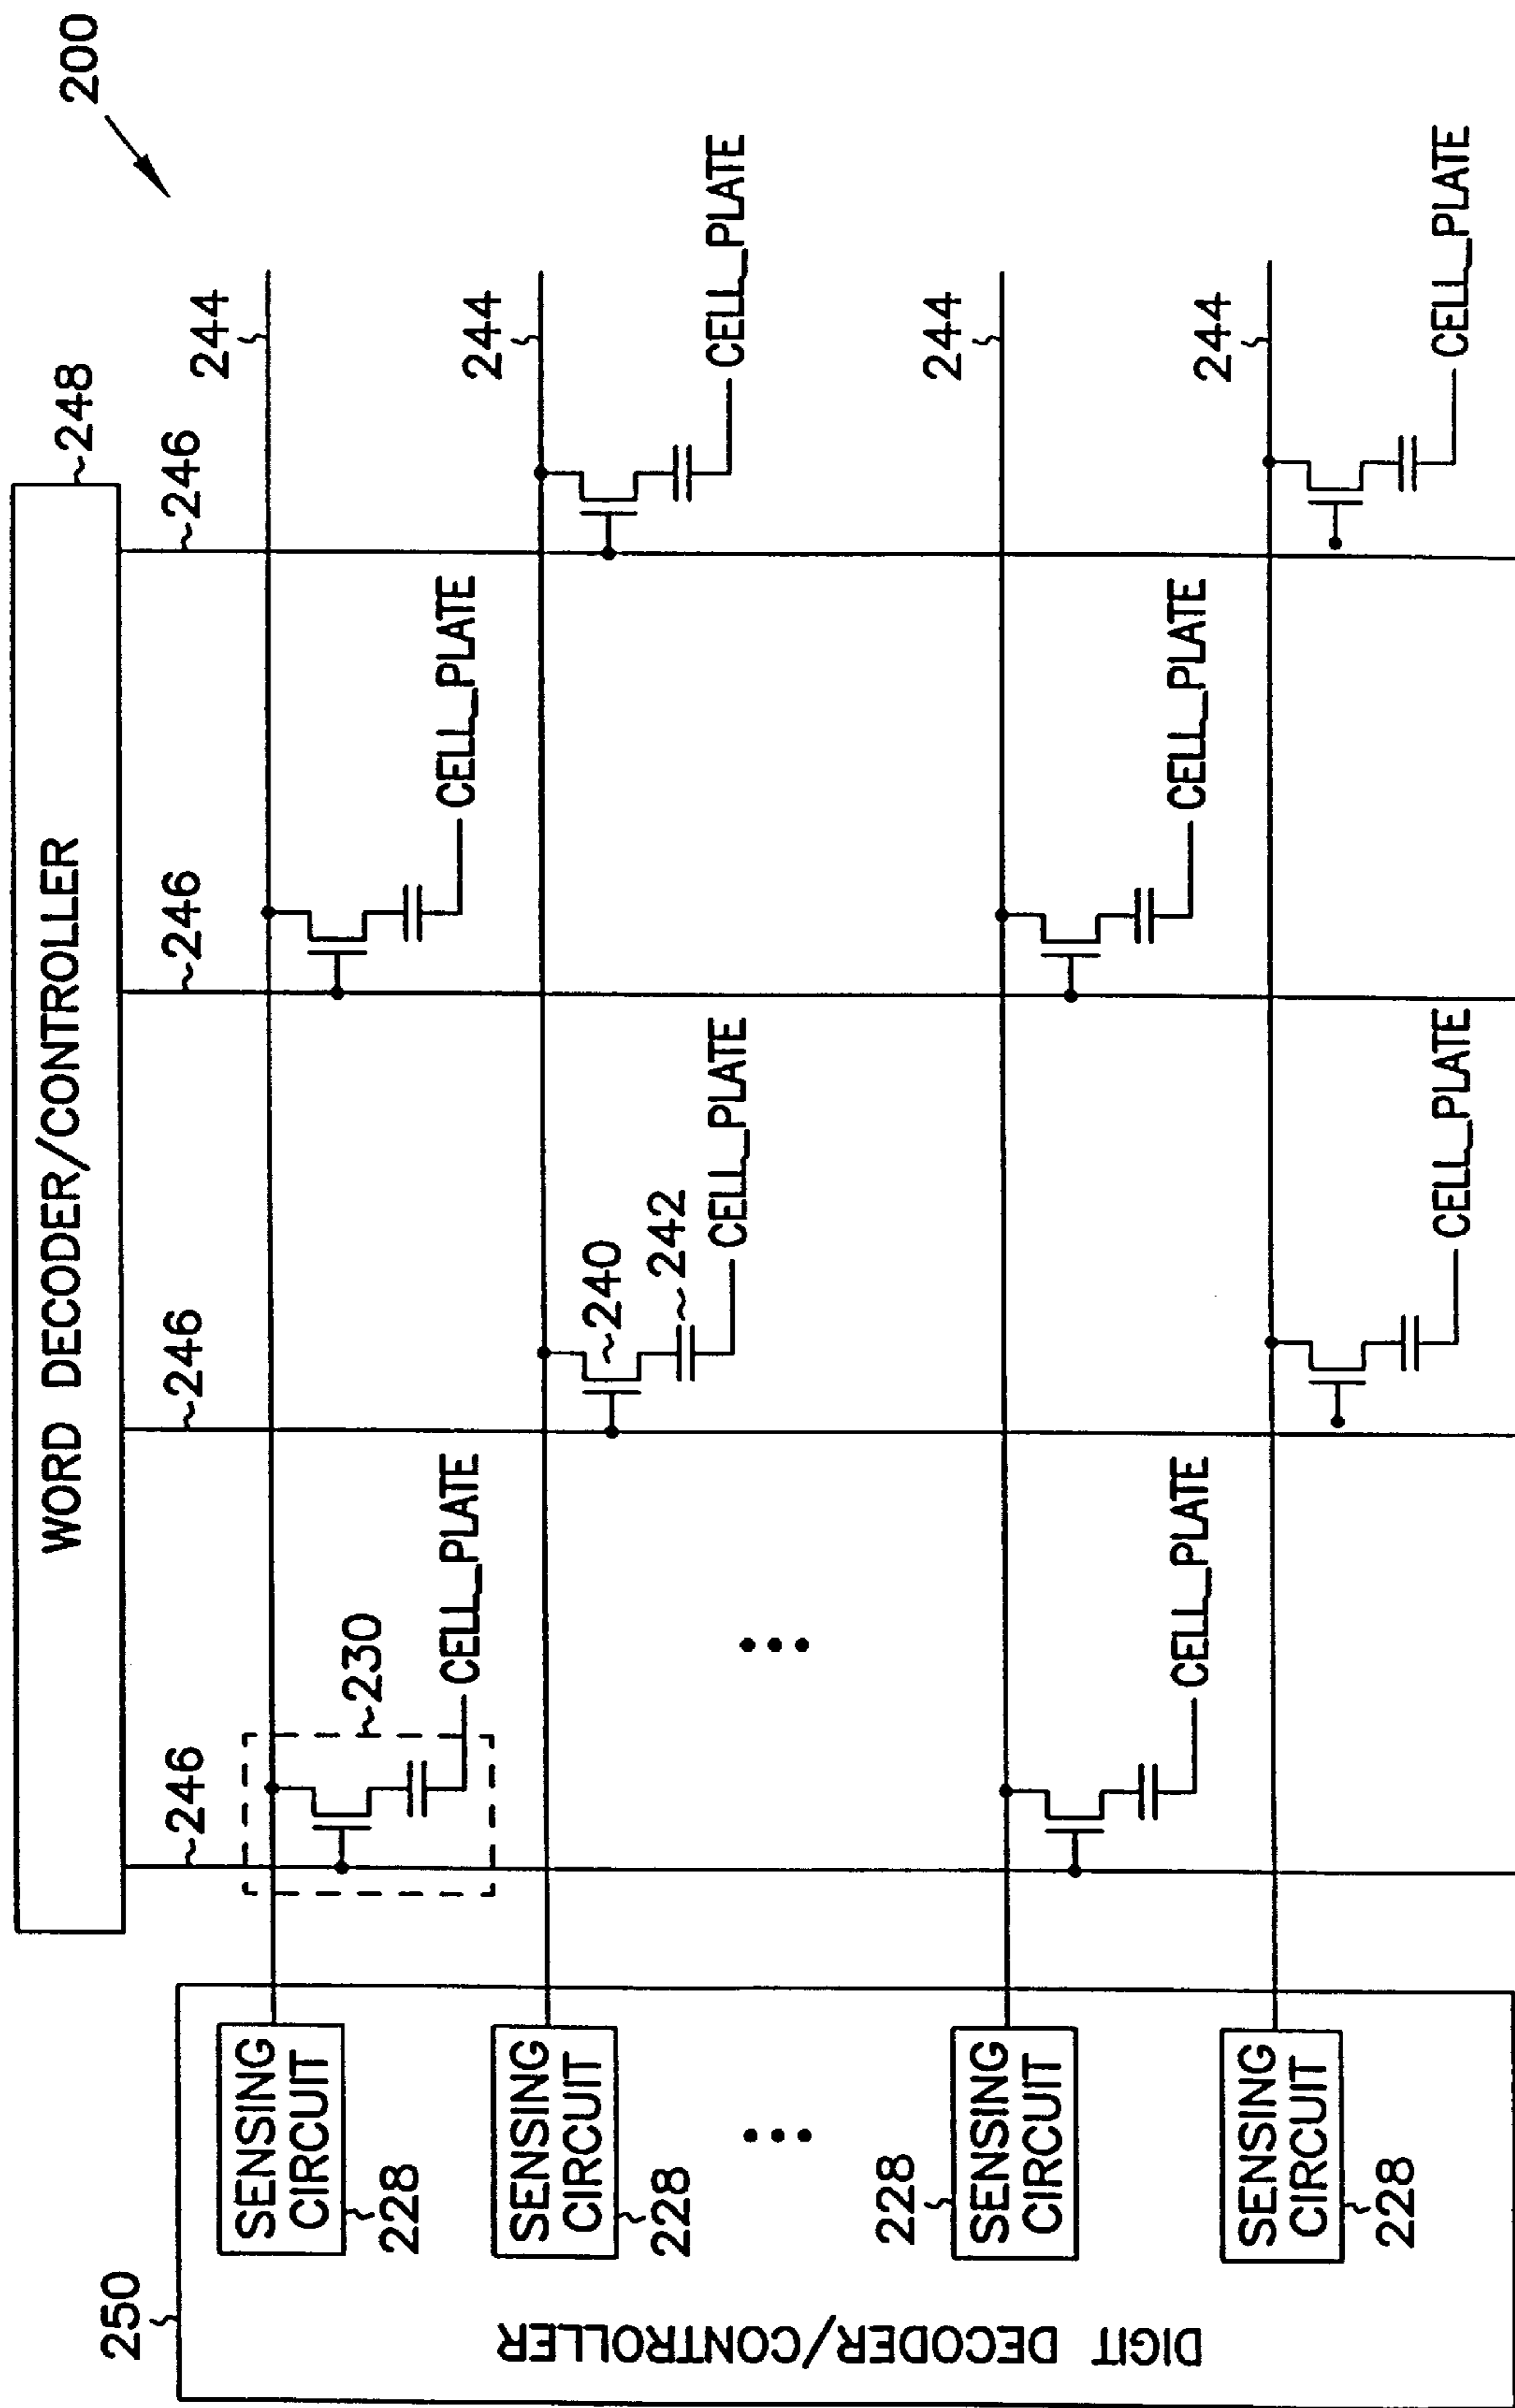 200
WORD DECODER/CONTROLLER
248
246
246
246
246
244
244
244
244
230
240
242
CELL_PLATE
CELL_PLATE
CELL_PLATE
CELL_PLATE
CELL_PLATE
CELL_PLATE
CELL_PLATE
CELL_PLATE
250
DIGIT DECODER/CONTROLLER
SENSING
CIRCUIT
228
SENSING
CIRCUIT
228
SENSING
CIRCUIT
228
SENSING
CIRCUIT
228